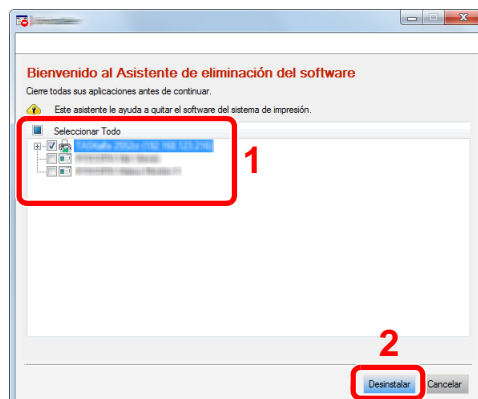 Bienvenido al Asistente de eliminación del software
Cierre todas sus aplicaciones antes de continuar.
Este asistente le ayuda a quitar el software del sistema de impresión.
Seleccionar Todo
1
2
Desinstalar Cancelar